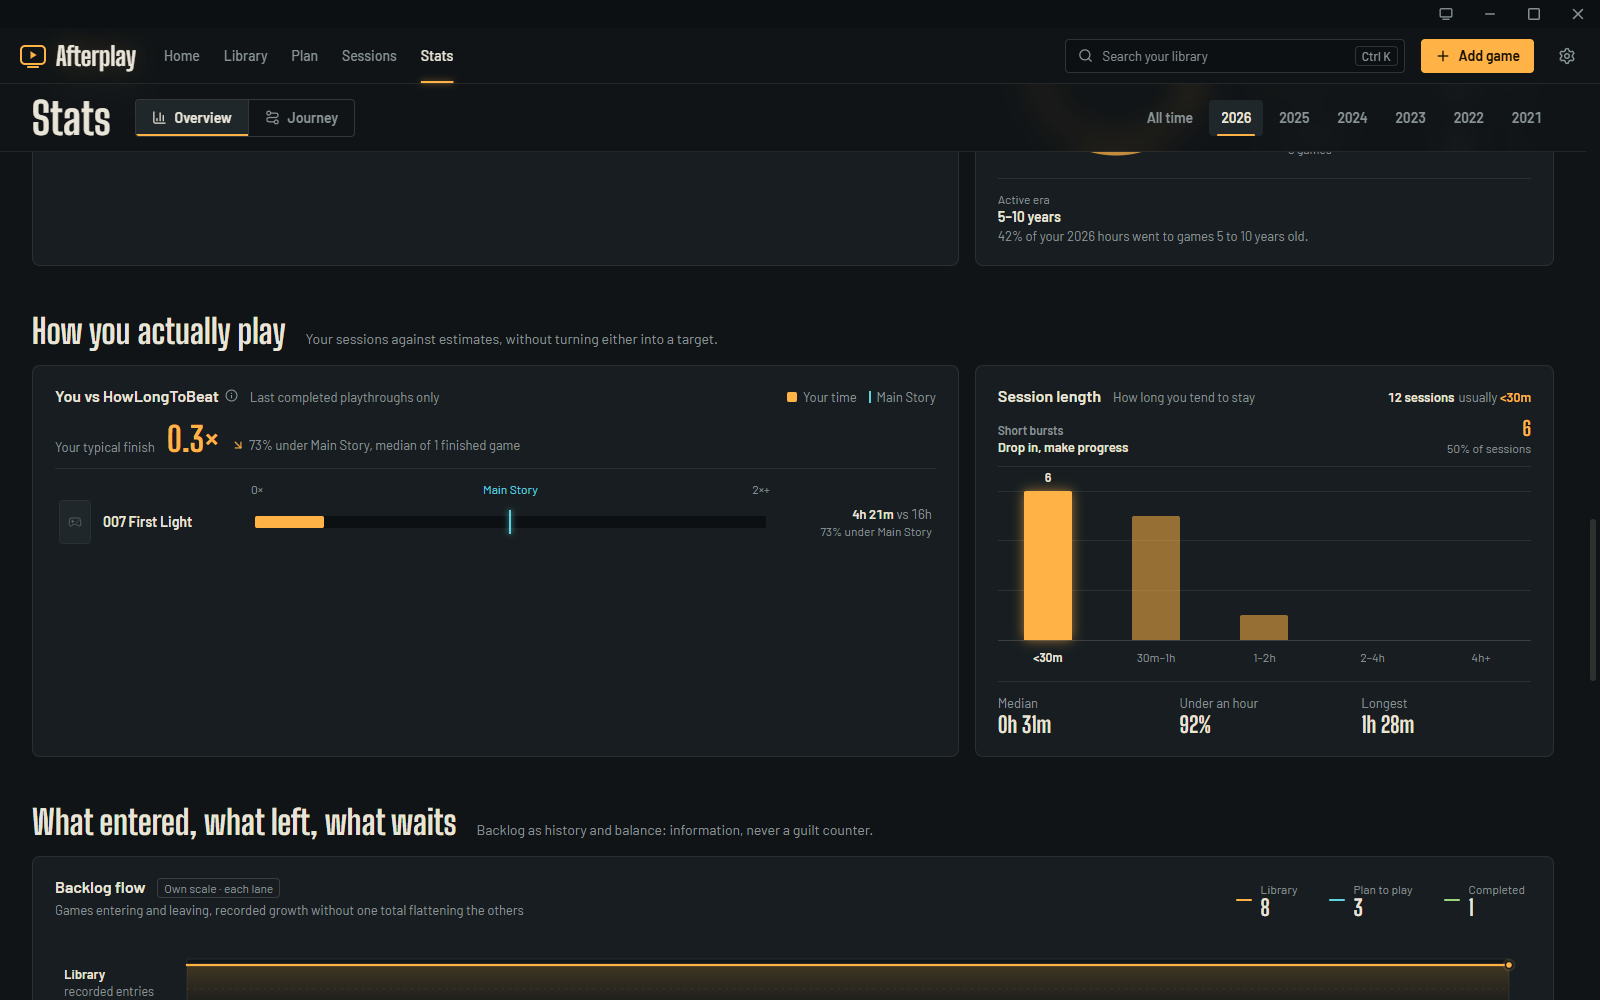 Afterplay
Home
Library
Plan
Sessions
Stats
Search your library
Ctrl K
Add game
Stats
Overview
Journey
All time
2026
2025
2024
2023
2022
2021
Active era
5–10 years
42% of your 2026 hours went to games 5 to 10 years old.
How you actually play
Your sessions against estimates, without turning either into a target.
You vs HowLongToBeat
Last completed playthroughs only
Your time
Main Story
Your typical finish
0.3×
73% under Main Story, median of 1 finished game
0×
Main Story
2×+
007 First Light
4h 21m vs 16h
73% under Main Story
Session length
How long you tend to stay
12 sessions usually <30m
Short bursts
Drop in, make progress
6
50% of sessions
6
<30m
30m–1h
1–2h
2–4h
4h+
Median
0h 31m
Under an hour
92%
Longest
1h 28m
What entered, what left, what waits
Backlog as history and balance: information, never a guilt counter.
Backlog flow
Own scale · each lane
Games entering and leaving, recorded growth without one total flattening the others
Library
8
Plan to play
3
Completed
1
Library
recorded entries